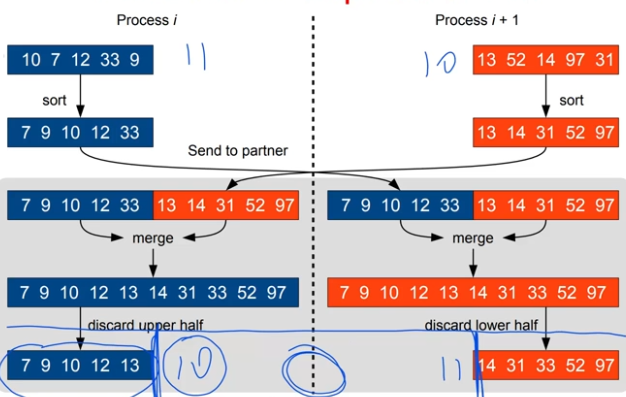 Process i
Process i + 1
10 7 12 33 9
11
10
13 52 14 97 31
sort
sort
7 9 10 12 33
13 14 31 52 97
Send to partner
7 9 10 12 33 13 14 31 52 97
7 9 10 12 33 13 14 31 52 97
merge
merge
7 9 10 12 13 14 31 33 52 97
7 9 10 12 13 14 31 33 52 97
discard upper half
discard lower half
7 9 10 12 13
10
11
14 31 33 52 97